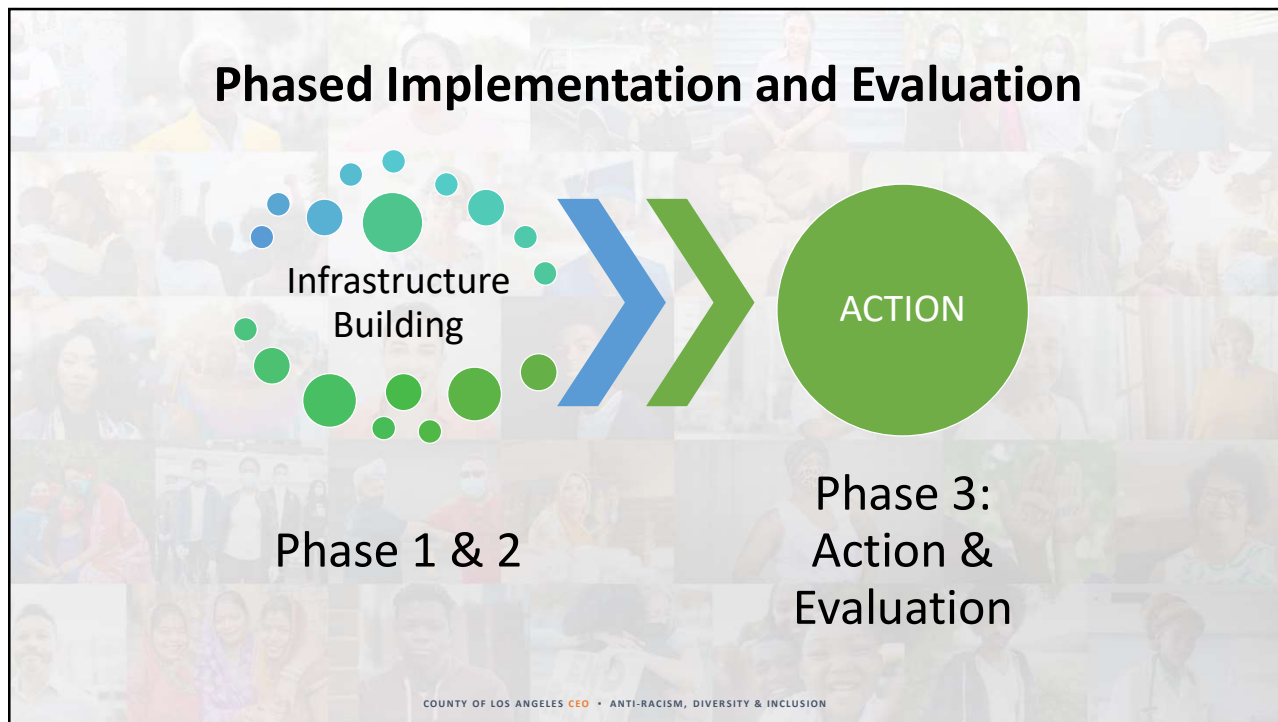 Phased Implementation and Evaluation
Infrastructure
Building
ACTION
Phase 1 & 2
Phase 3:
Action &
Evaluation
COUNTY OF LOS ANGELES CEO • ANTI-RACISM, DIVERSITY & INCLUSION